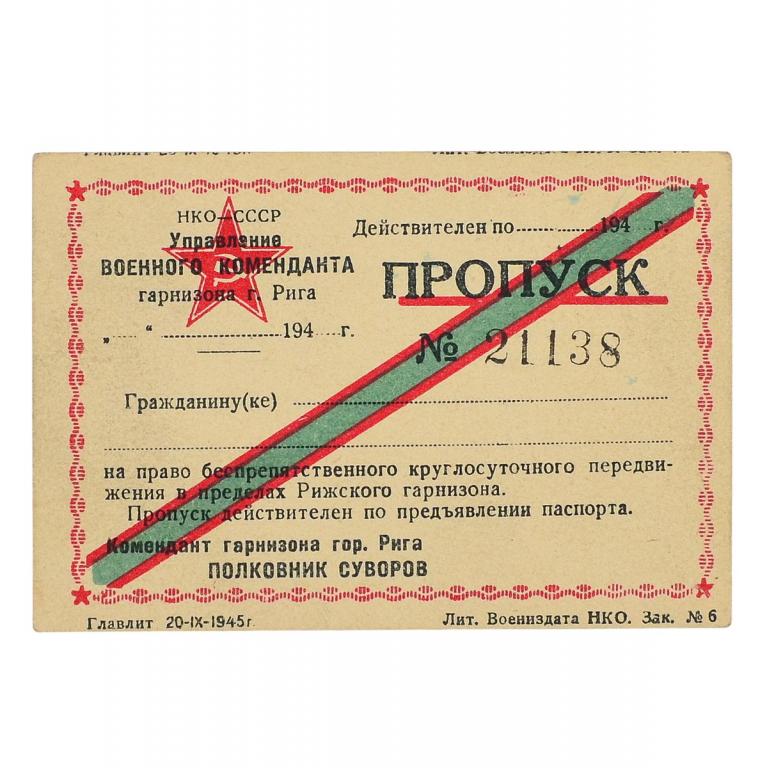 НКО—СССР
Управление
ВОЕННОГО КОМЕНДАНТА
гарнизона г. Рига
„ “ 194 г.
Действителен по 194 г.
ПРОПУСК
№ 21138
Гражданину(ке)
на право беспрепятственного круглосуточного передви-
жения в пределах Рижского гарнизона.
Пропуск действителен по предъявлении паспорта.
Комендант гарнизона гор. Рига
ПОЛКОВНИК СУВОРОВ
Главлит 20-IX-1945г.
Лит. Воениздата НКО. Зак. № 6